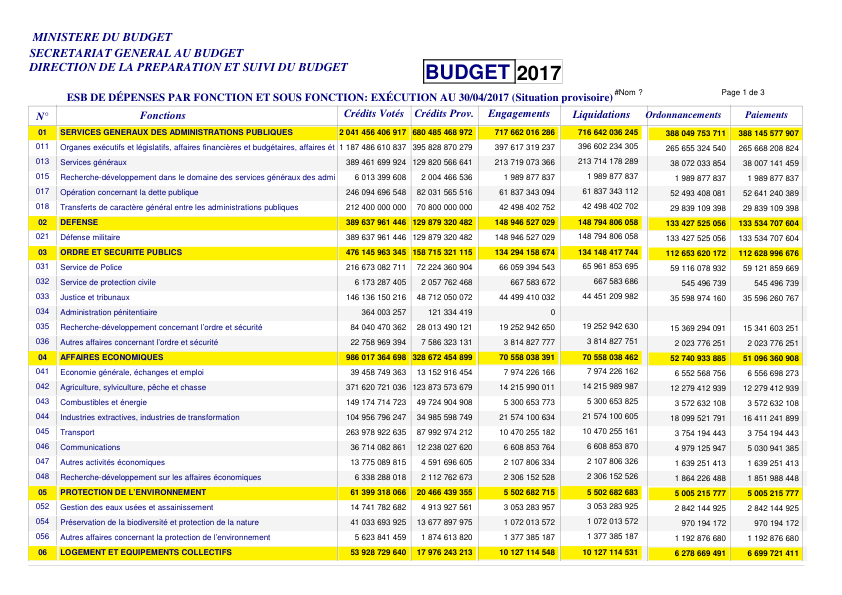 MINISTERE DU BUDGET
SECRETARIAT GENERAL AU BUDGET
DIRECTION DE LA PREPARATION ET SUIVI DU BUDGET
BUDGET 2017
ESB DE DÉPENSES PAR FONCTION ET SOUS FONCTION: EXÉCUTION AU 30/04/2017 (Situation provisoire) #Nom ? Page 1 de 3
N° Fonctions Crédits Votés Crédits Prov. Engagements Liquidations Ordonnancements Paiements
01 SERVICES GENERAUX DES ADMINISTRATIONS PUBLIQUES 2 041 456 406 917 680 485 468 972 717 662 016 286 716 642 036 245 388 049 753 711 388 145 577 907
011 Organes exécutifs et législatifs, affaires financières et budgétaires, affaires ét 1 187 486 610 837 395 828 870 279 397 617 319 237 396 602 234 305 265 655 324 540 265 668 208 824
013 Services généraux 389 461 699 924 129 820 566 641 213 719 073 366 213 714 178 289 38 072 033 854 38 007 141 459
015 Recherche-développement dans le domaine des services généraux des admi 6 013 399 608 2 004 466 536 1 989 877 837 1 989 877 837 1 989 877 837 1 989 877 837
017 Opération concernant la dette publique 246 094 696 548 82 031 565 516 61 837 343 094 61 837 343 112 52 493 408 081 52 641 240 389
018 Transferts de caractère général entre les administrations publiques 212 400 000 000 70 800 000 000 42 498 402 752 42 498 402 702 29 839 109 398 29 839 109 398
02 DEFENSE 389 637 961 446 129 879 320 482 148 946 527 029 148 794 806 058 133 427 525 056 133 534 707 604
021 Défense militaire 389 637 961 446 129 879 320 482 148 946 527 029 148 794 806 058 133 427 525 056 133 534 707 604
03 ORDRE ET SECURITE PUBLICS 476 145 963 345 158 715 321 115 134 294 158 674 134 148 417 744 112 653 620 172 112 628 996 676
031 Service de Police 216 673 082 711 72 224 360 904 66 059 394 543 65 961 853 695 59 116 078 932 59 121 859 669
032 Service de protection civile 6 173 287 405 2 057 762 468 667 583 672 667 583 686 545 496 739 545 496 739
033 Justice et tribunaux 146 136 150 216 48 712 050 072 44 499 410 032 44 451 209 982 35 598 974 160 35 596 260 767
034 Administration pénitentiaire 364 003 257 121 334 419 0
035 Recherche-développement concernant l'ordre et sécurité 84 040 470 362 28 013 490 121 19 252 942 650 19 252 942 630 15 369 294 091 15 341 603 251
036 Autres affaires concernant l'ordre et sécurité 22 758 969 394 7 586 323 131 3 814 827 777 3 814 827 751 2 023 776 251 2 023 776 251
04 AFFAIRES ECONOMIQUES 986 017 364 698 328 672 454 899 70 558 038 391 70 558 038 462 52 740 933 885 51 096 360 908
041 Economie générale, échanges et emploi 39 458 749 363 13 152 916 454 7 974 226 166 7 974 226 162 6 552 568 756 6 556 698 273
042 Agriculture, sylviculture, pêche et chasse 371 620 721 036 123 873 573 679 14 215 990 011 14 215 989 987 12 279 412 939 12 279 412 939
043 Combustibles et énergie 149 174 714 723 49 724 904 908 5 300 653 773 5 300 653 825 3 572 632 108 3 572 632 108
044 Industries extractives, industries de transformation 104 956 796 247 34 985 598 749 21 574 100 634 21 574 100 605 18 099 521 791 16 411 241 899
045 Transport 263 978 922 635 87 992 974 212 10 470 255 182 10 470 255 161 3 754 194 443 3 754 194 443
046 Communications 36 714 082 861 12 238 027 620 6 608 853 764 6 608 853 870 4 979 125 947 5 030 941 385
047 Autres activités économiques 13 775 089 815 4 591 696 605 2 107 806 334 2 107 806 326 1 639 251 413 1 639 251 413
048 Recherche-développement sur les affaires économiques 6 338 288 018 2 112 762 673 2 306 152 528 2 306 152 526 1 864 226 488 1 851 988 448
05 PROTECTION DE L'ENVIRONNEMENT 61 399 318 066 20 466 439 355 5 502 682 715 5 502 682 683 5 005 215 777 5 005 215 777
052 Gestion des eaux usées et assainissement 14 741 782 682 4 913 927 561 3 053 283 957 3 053 283 925 2 842 144 925 2 842 144 925
054 Préservation de la biodiversité et protection de la nature 41 033 693 925 13 677 897 975 1 072 013 572 1 072 013 572 970 194 172 970 194 172
056 Autres affaires concernant la protection de l'environnement 5 623 841 459 1 874 613 820 1 377 385 187 1 377 385 187 1 192 876 680 1 192 876 680
06 LOGEMENT ET EQUIPEMENTS COLLECTIFS 53 928 729 640 17 976 243 213 10 127 114 548 10 127 114 531 6 278 669 491 6 699 721 411